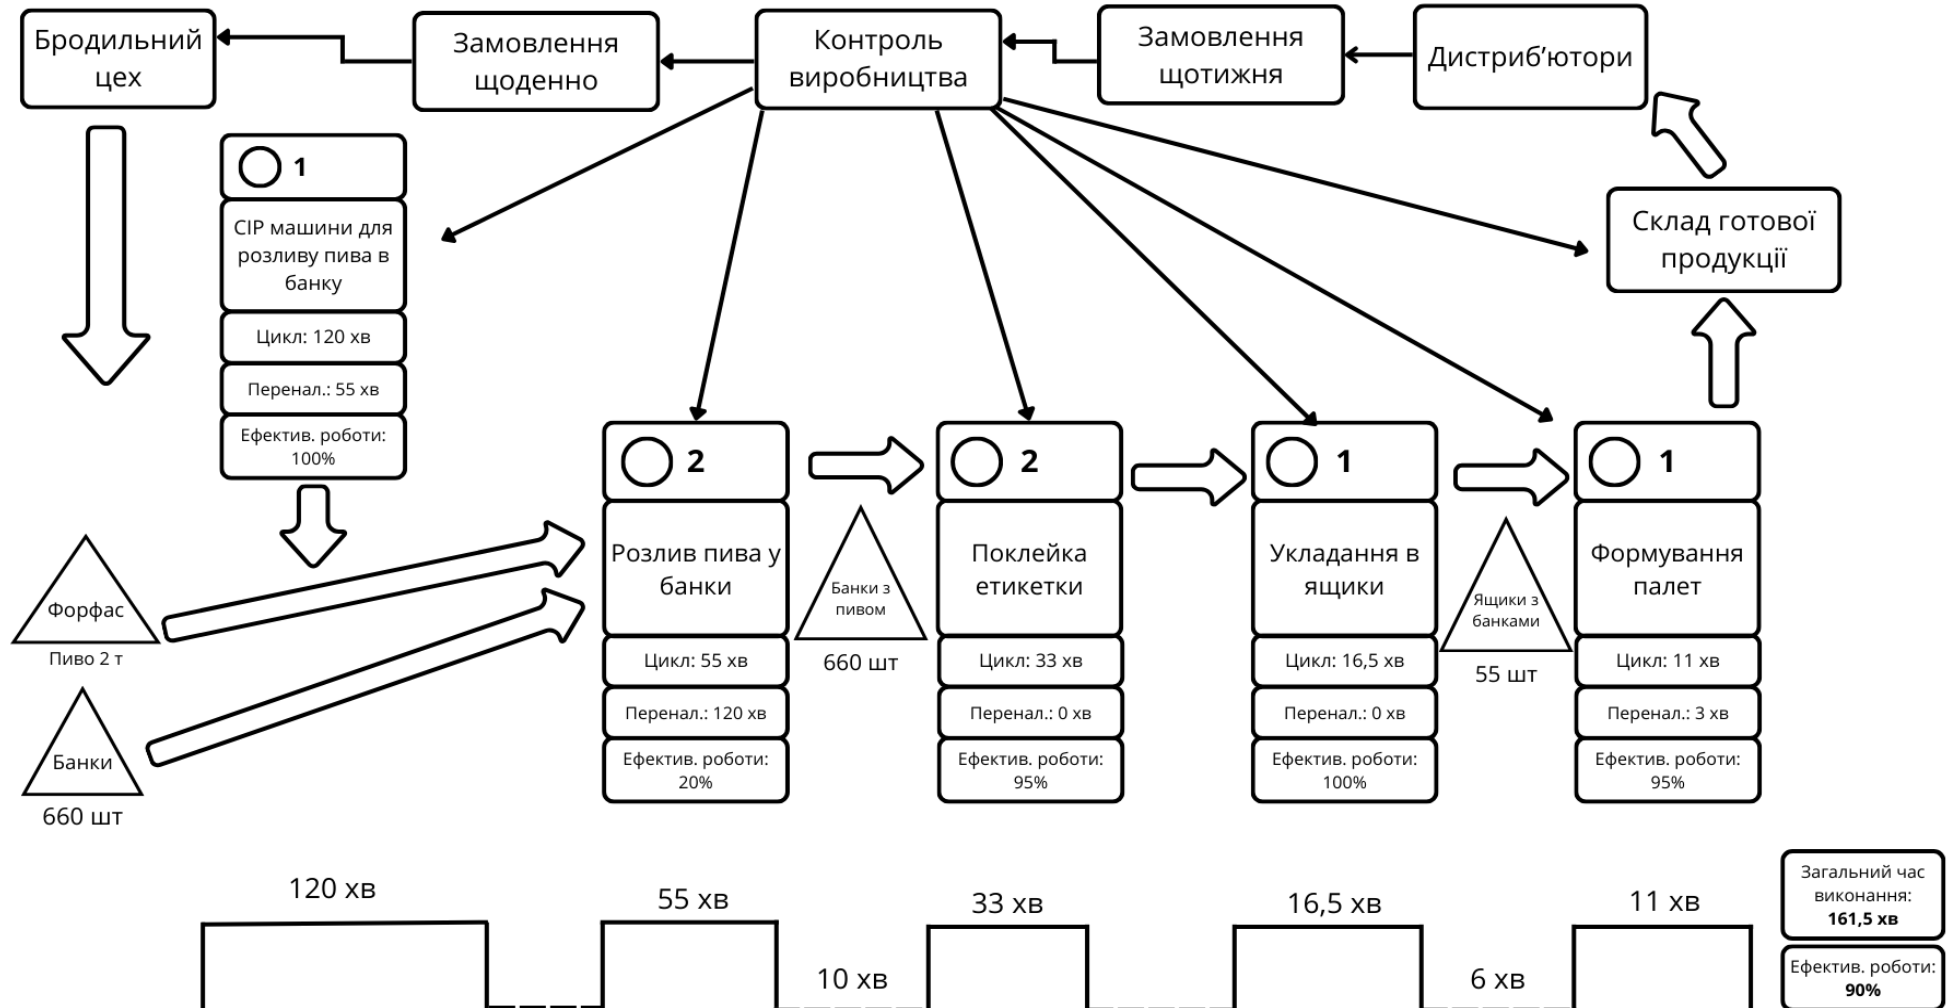 Бродильний
цех
Замовлення
щоденно
Контроль
виробництва
Замовлення
щотижня
Дистриб’ютори
1
СІР машини для
розливу пива в
банку
Цикл: 120 хв
Перенал.: 55 хв
Ефектив. роботи:
100%
Склад готової
продукції
Форфас
Пиво 2 т
Банки
660 шт
2
Розлив пива у
банки
Цикл: 55 хв
Перенал.: 120 хв
Ефектив. роботи:
20%
Банки з
пивом
660 шт
2
Поклейка
етикетки
Цикл: 33 хв
Перенал.: 0 хв
Ефектив. роботи:
95%
1
Укладання в
ящики
Цикл: 16,5 хв
Перенал.: 0 хв
Ефектив. роботи:
100%
Ящики з
банками
55 шт
1
Формування
палет
Цикл: 11 хв
Перенал.: 3 хв
Ефектив. роботи:
95%
120 хв
55 хв
10 хв
33 хв
16,5 хв
6 хв
11 хв
Загальний час
виконання:
161,5 хв
Ефектив. роботи:
90%